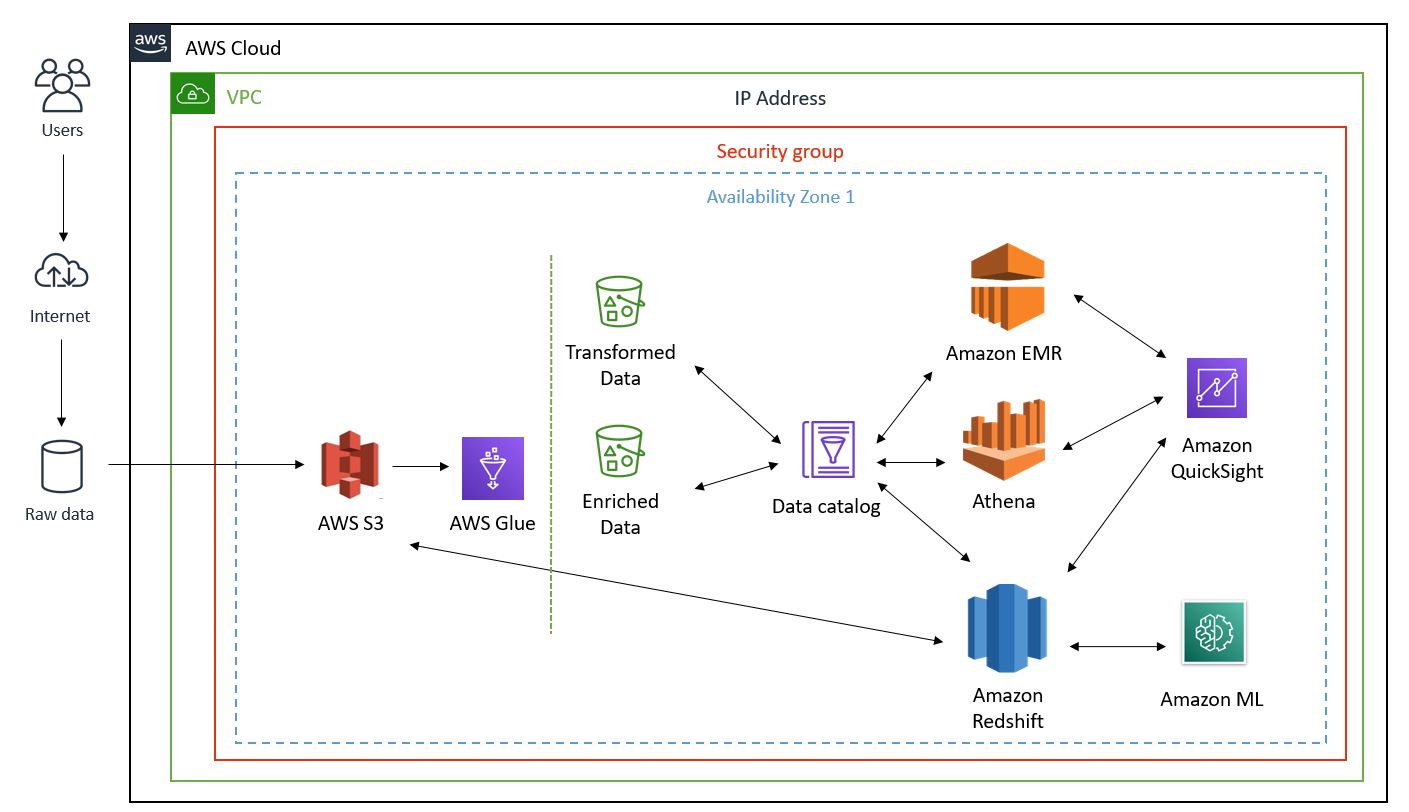 aws
AWS Cloud
VPC
IP Address
Users
Security group
Availability Zone 1
Internet
Transformed
Data
Amazon EMR
Raw data
AWS S3
AWS Glue
Enriched
Data
Data catalog
Athena
Amazon
QuickSight
Amazon
Redshift
Amazon ML